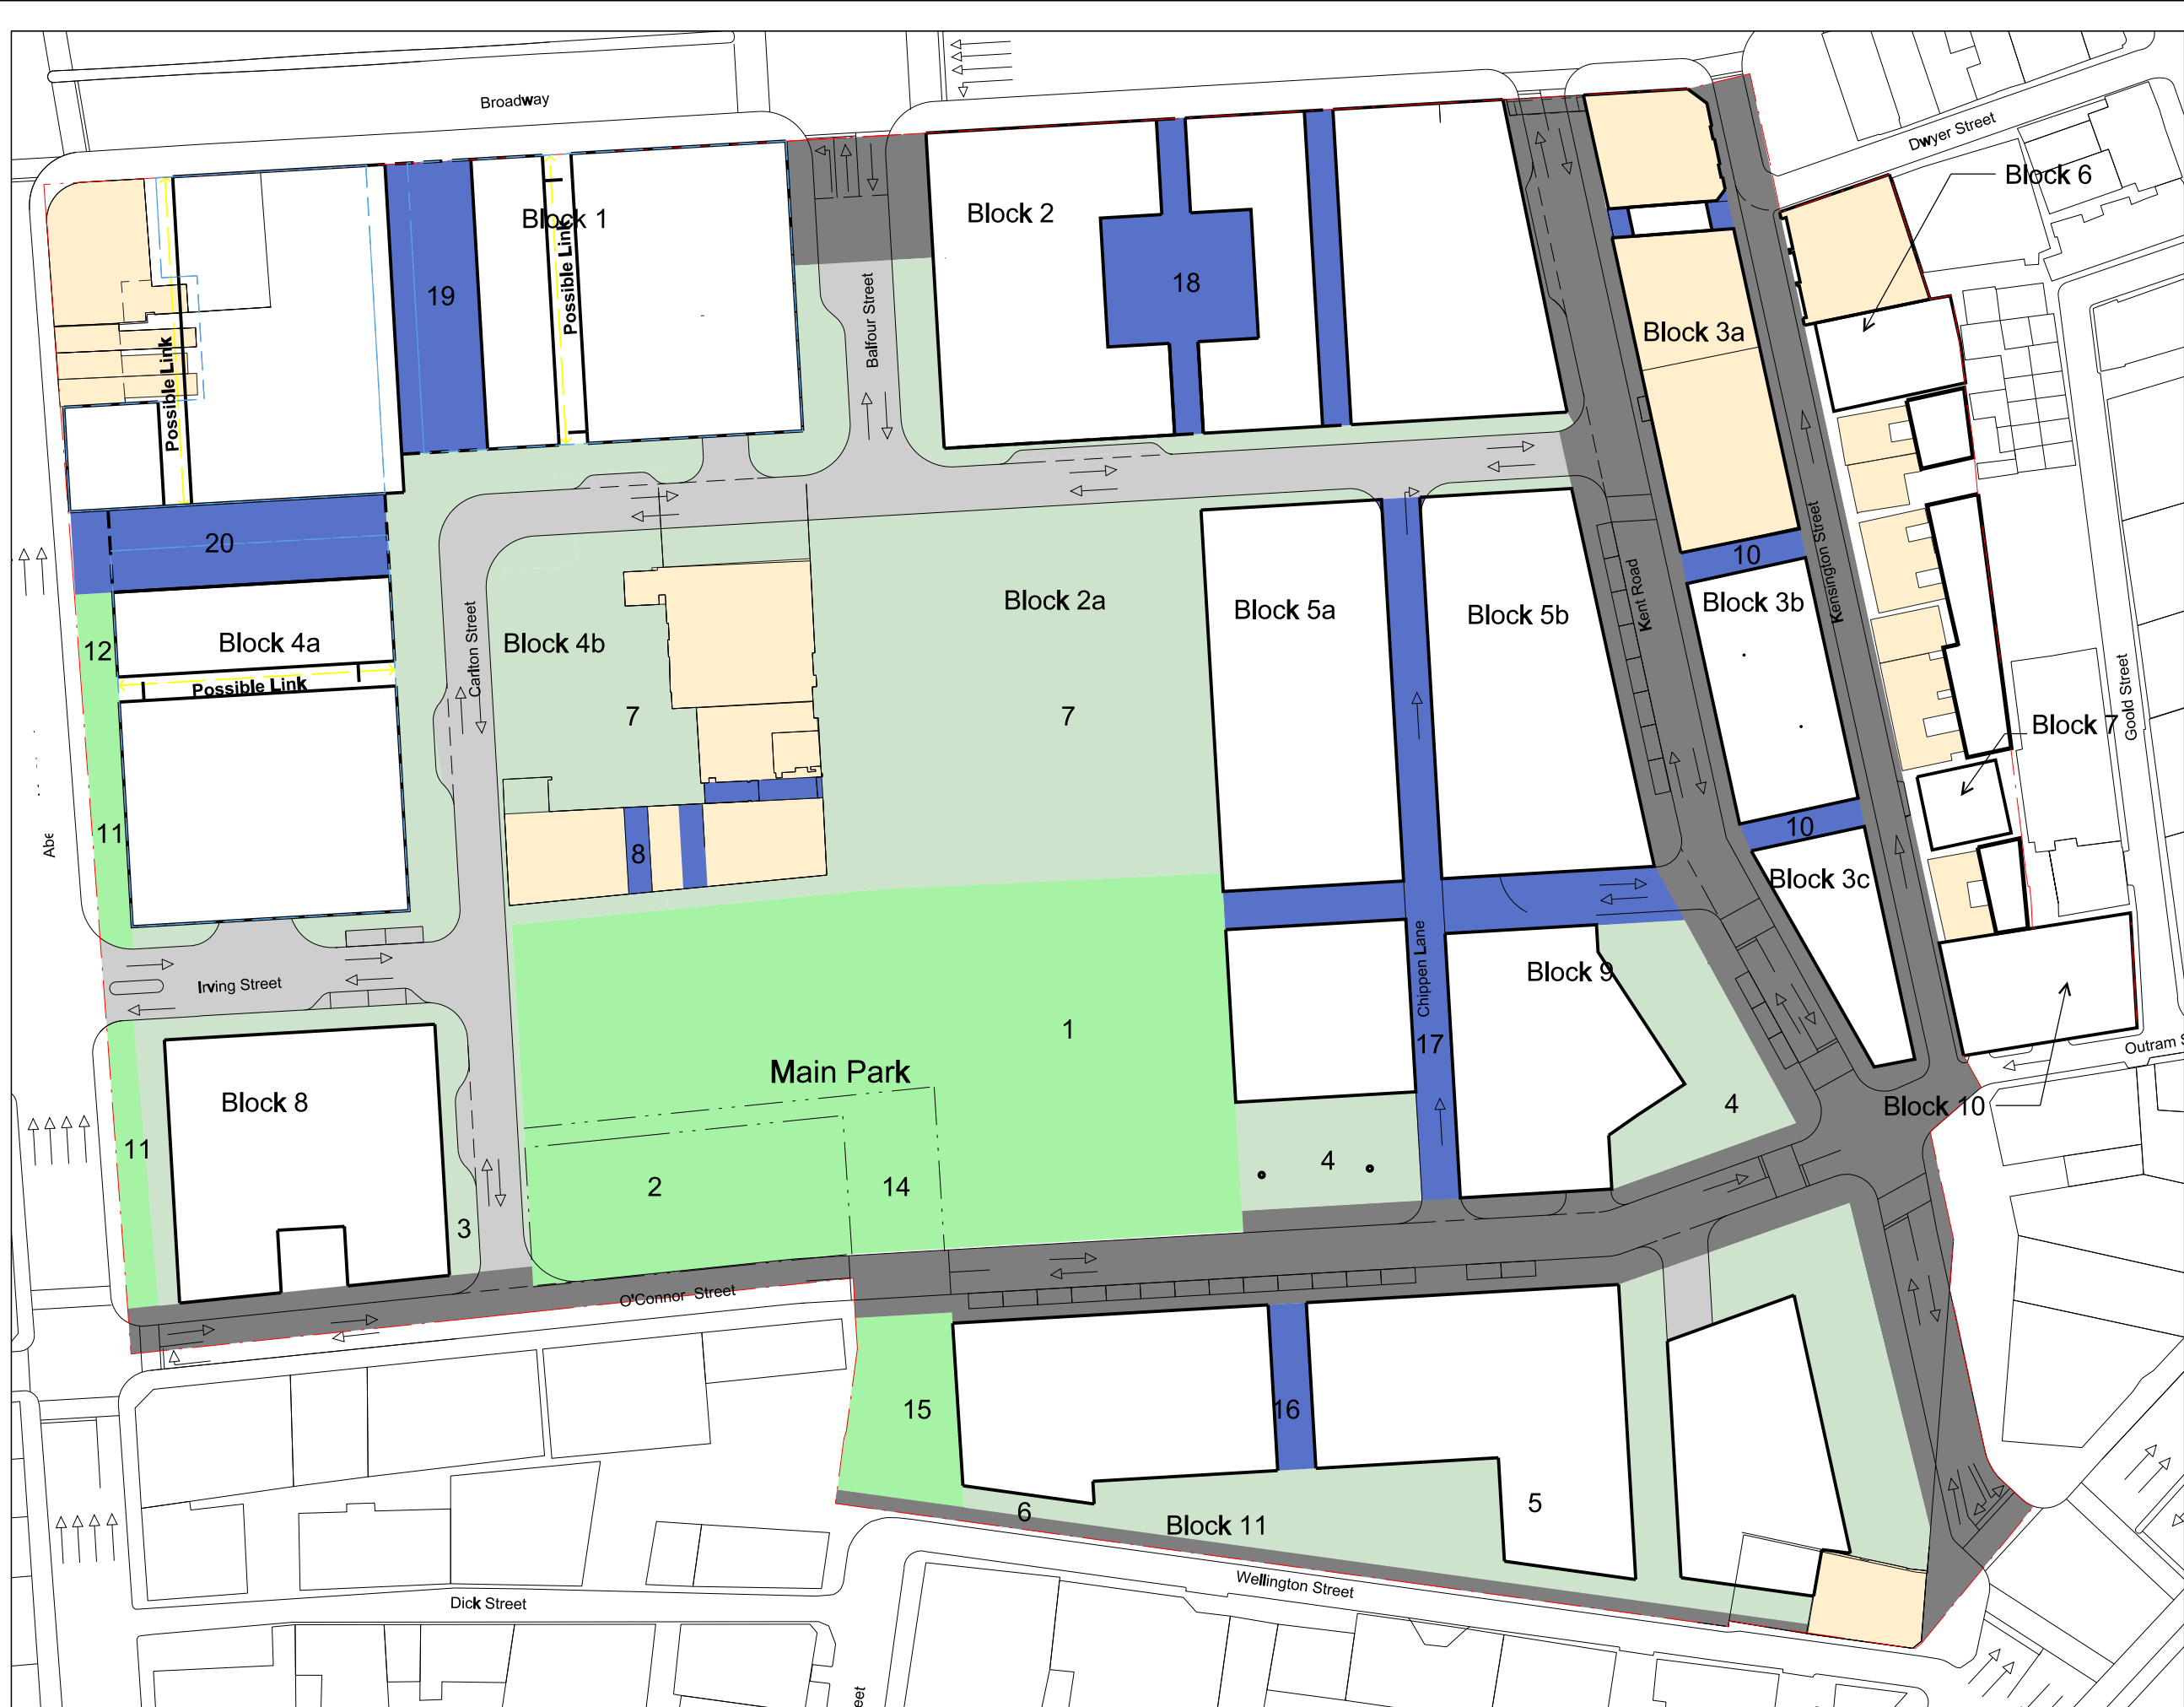 Broadway
Dwyer Street
Block 6
Block 1
Block 2
Possible Link
19
18
Balfour Street
Block 3a
Possible Link
20
10
Kensington Street
Block 2a
Block 5a
Block 5b
Kent Road
Block 3b
Block 4a
Block 4b
Carlton Street
12
Possible Link
7
7
Goold Street
Block 7
11
Abe
8
10
Block 3c
Irving Street
Chippen Lane
Block 9
1
17
Main Park
Outram S
Block 8
4
Block 10
11
4
2
14
3
O'Connor Street
15
16
6
5
Block 11
Wellington Street
Dick Street
eet